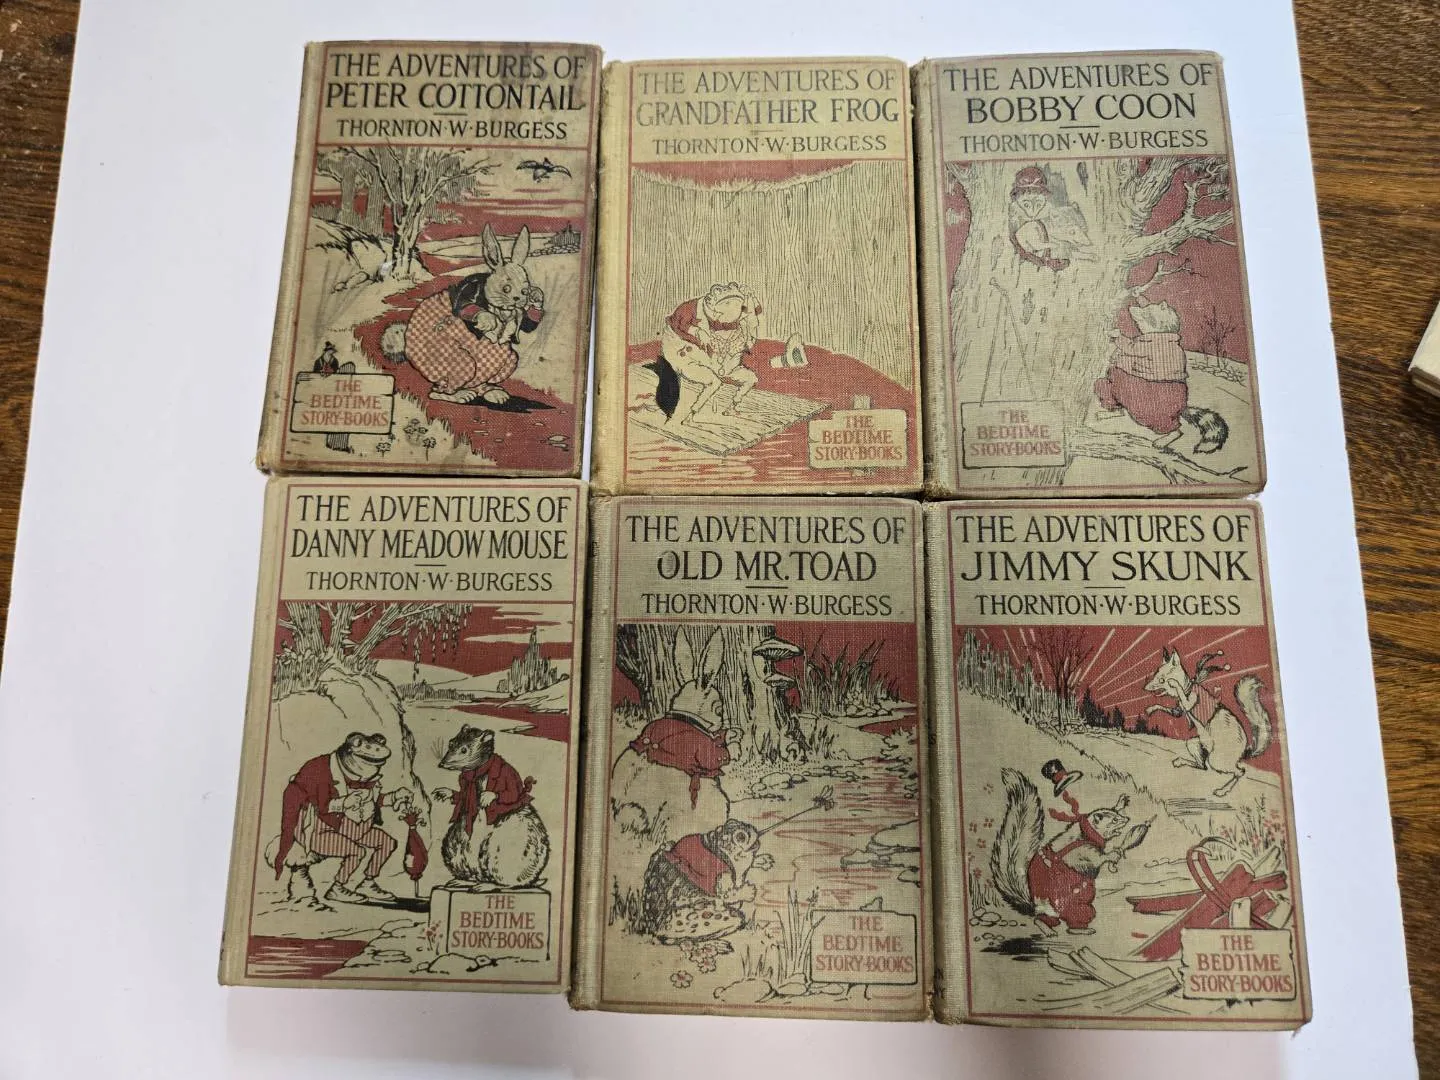 THE ADVENTURES OF
PETER COTTONTAIL
THORNTON·W·BURGESS
THE
BEDTIME
STORY-BOOKS
THE ADVENTURES OF
GRANDFATHER FROG
THORNTON·W·BURGESS
THE
BEDTIME
STORY-BOOKS
THE ADVENTURES OF
BOBBY COON
THORNTON·W·BURGESS
THE
BEDTIME
STORY-BOOKS
THE ADVENTURES OF
DANNY MEADOW MOUSE
THORNTON·W·BURGESS
THE
BEDTIME
STORY-BOOKS
THE ADVENTURES OF
OLD MR. TOAD
THORNTON·W·BURGESS
THE
BEDTIME
STORY-BOOKS
THE ADVENTURES OF
JIMMY SKUNK
THORNTON·W·BURGESS
THE
BEDTIME
STORY-BOOKS